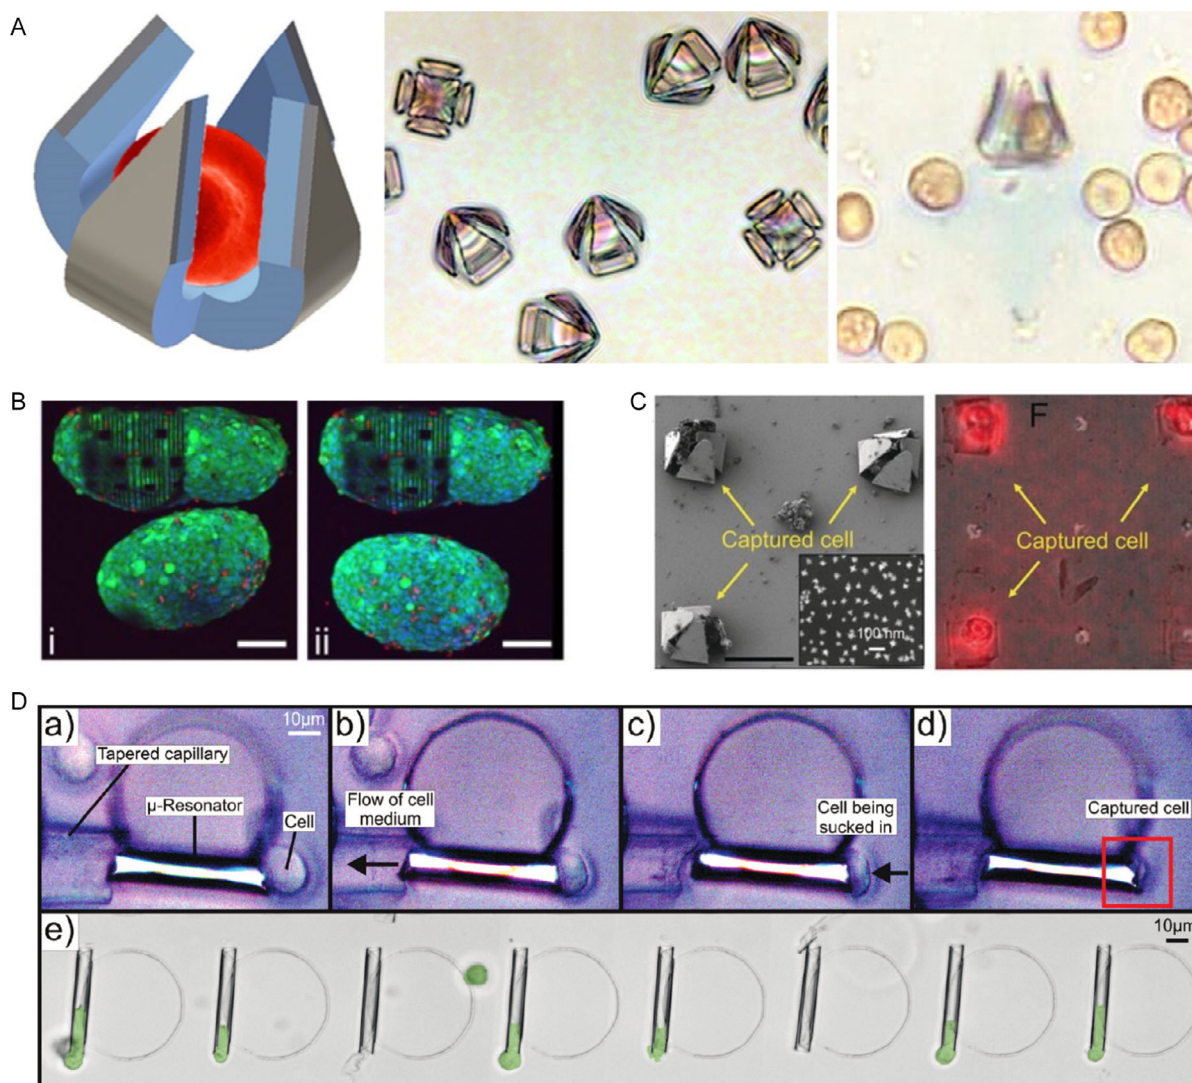 A
B
i
ii
C
Captured cell
100 nm
F
Captured cell
D
a)
10μm
Tapered capillary
μ-Resonator
Cell
b)
Flow of cell
medium
c)
Cell being
sucked in
d)
Captured cell
e)
10μm